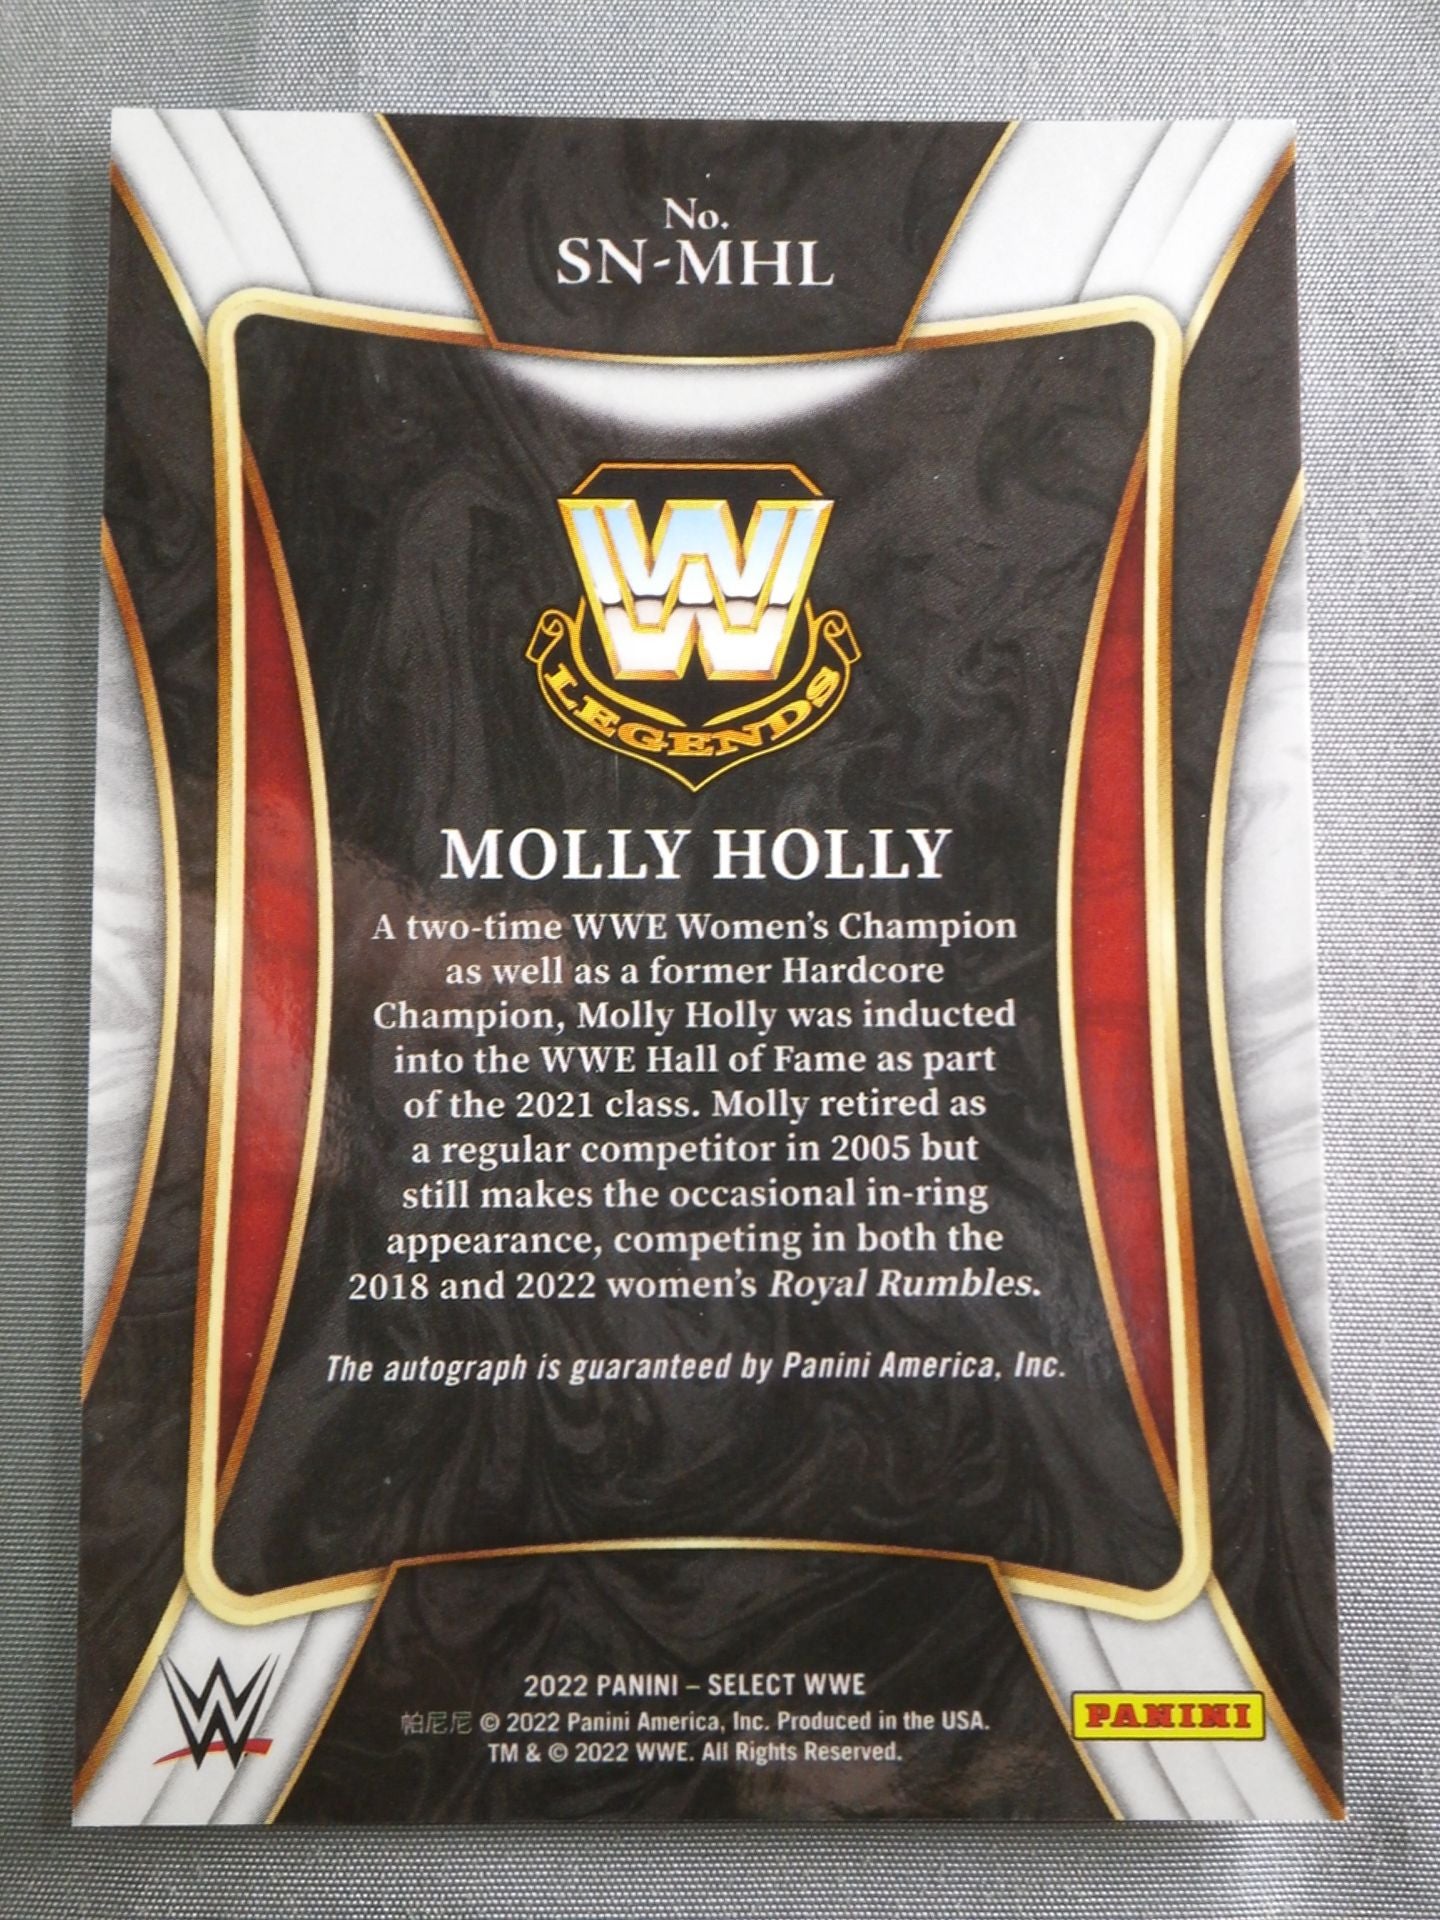 No.
SN-MHL
W
LEGENDS
MOLLY HOLLY
A two-time WWE Women's Champion
as well as a former Hardcore
Champion, Molly Holly was inducted
into the WWE Hall of Fame as part
of the 2021 class. Molly retired as
a regular competitor in 2005 but
still makes the occasional in-ring
appearance, competing in both the
2018 and 2022 women's Royal Rumbles.
The autograph is guaranteed by Panini America, Inc.
2022 PANINI – SELECT WWE
帕尼尼 © 2022 Panini America, Inc. Produced in the USA.
TM & © 2022 WWE. All Rights Reserved.
W
PANINI